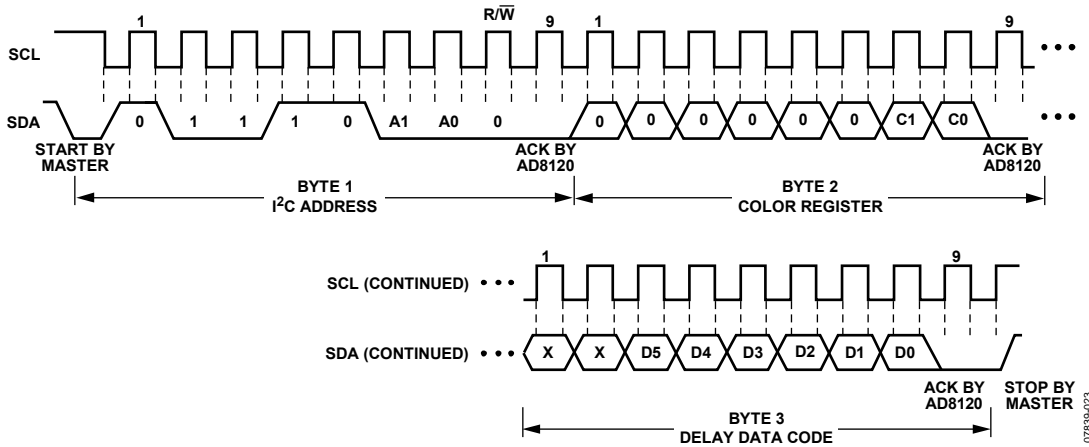 R/W
1 9 1 9
SCL
SDA
0 1 1 1 0 A1 A0 0 0 0 0 0 0 0 C1 C0
START BY
MASTER
ACK BY
AD8120
ACK BY
AD8120
BYTE 1
I²C ADDRESS
BYTE 2
COLOR REGISTER
1 9
SCL (CONTINUED)
SDA (CONTINUED)
X X D5 D4 D3 D2 D1 D0
ACK BY
AD8120
STOP BY
MASTER
BYTE 3
DELAY DATA CODE
07839-023